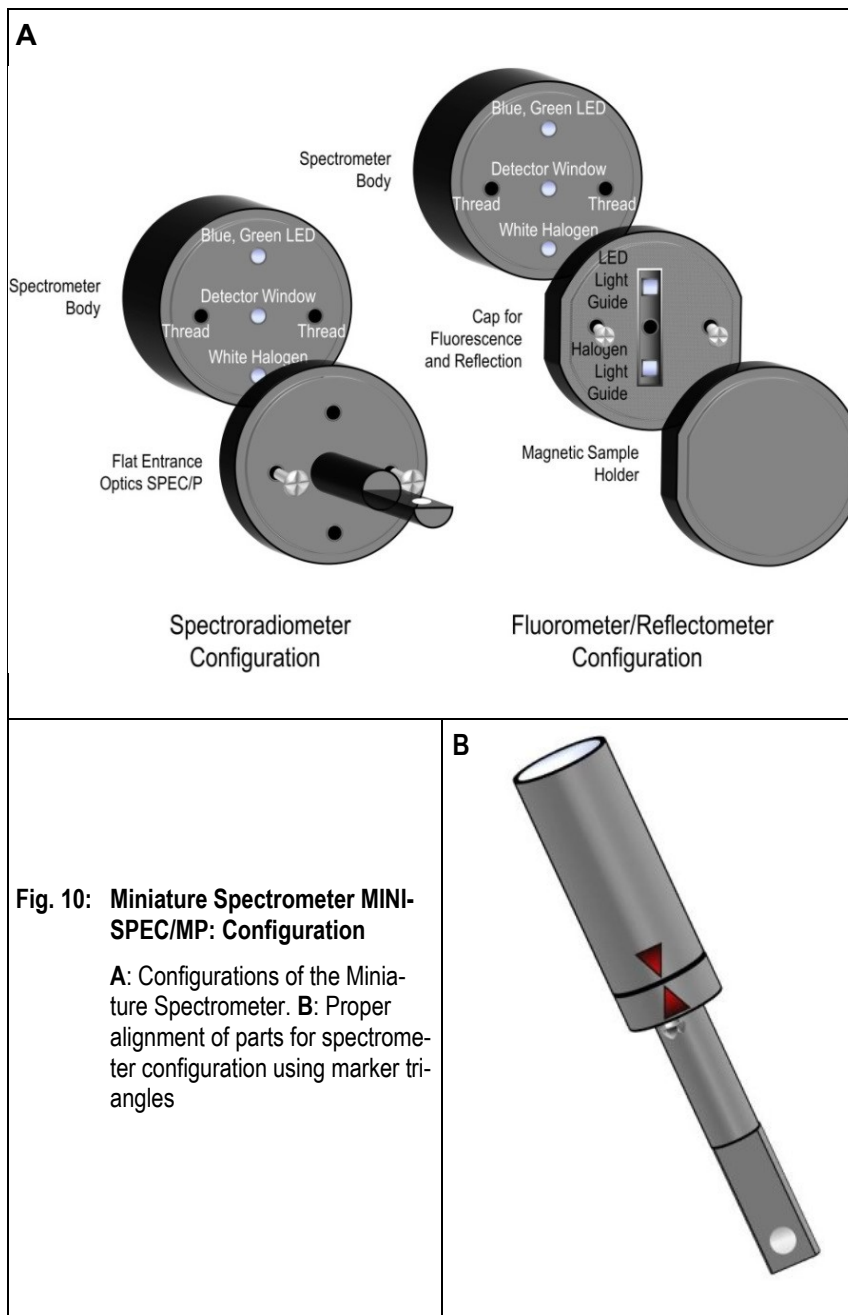 A
Blue, Green LED
Detector Window
Thread
Thread
White Halogen
Spectrometer
Body
Flat Entrance
Optics SPEC/P
Spectroradiometer
Configuration
Blue, Green LED
Spectrometer
Body
Detector Window
Thread
Thread
White Halogen
LED
Light
Guide
Cap for
Fluorescence
and Reflection
Halogen
Light
Guide
Magnetic Sample
Holder
Fluorometer/Reflectometer
Configuration
Fig. 10: Miniature Spectrometer MINI-
SPEC/MP: Configuration
A: Configurations of the Minia-
ture Spectrometer. B: Proper
alignment of parts for spectrome-
ter configuration using marker tri-
angles
B